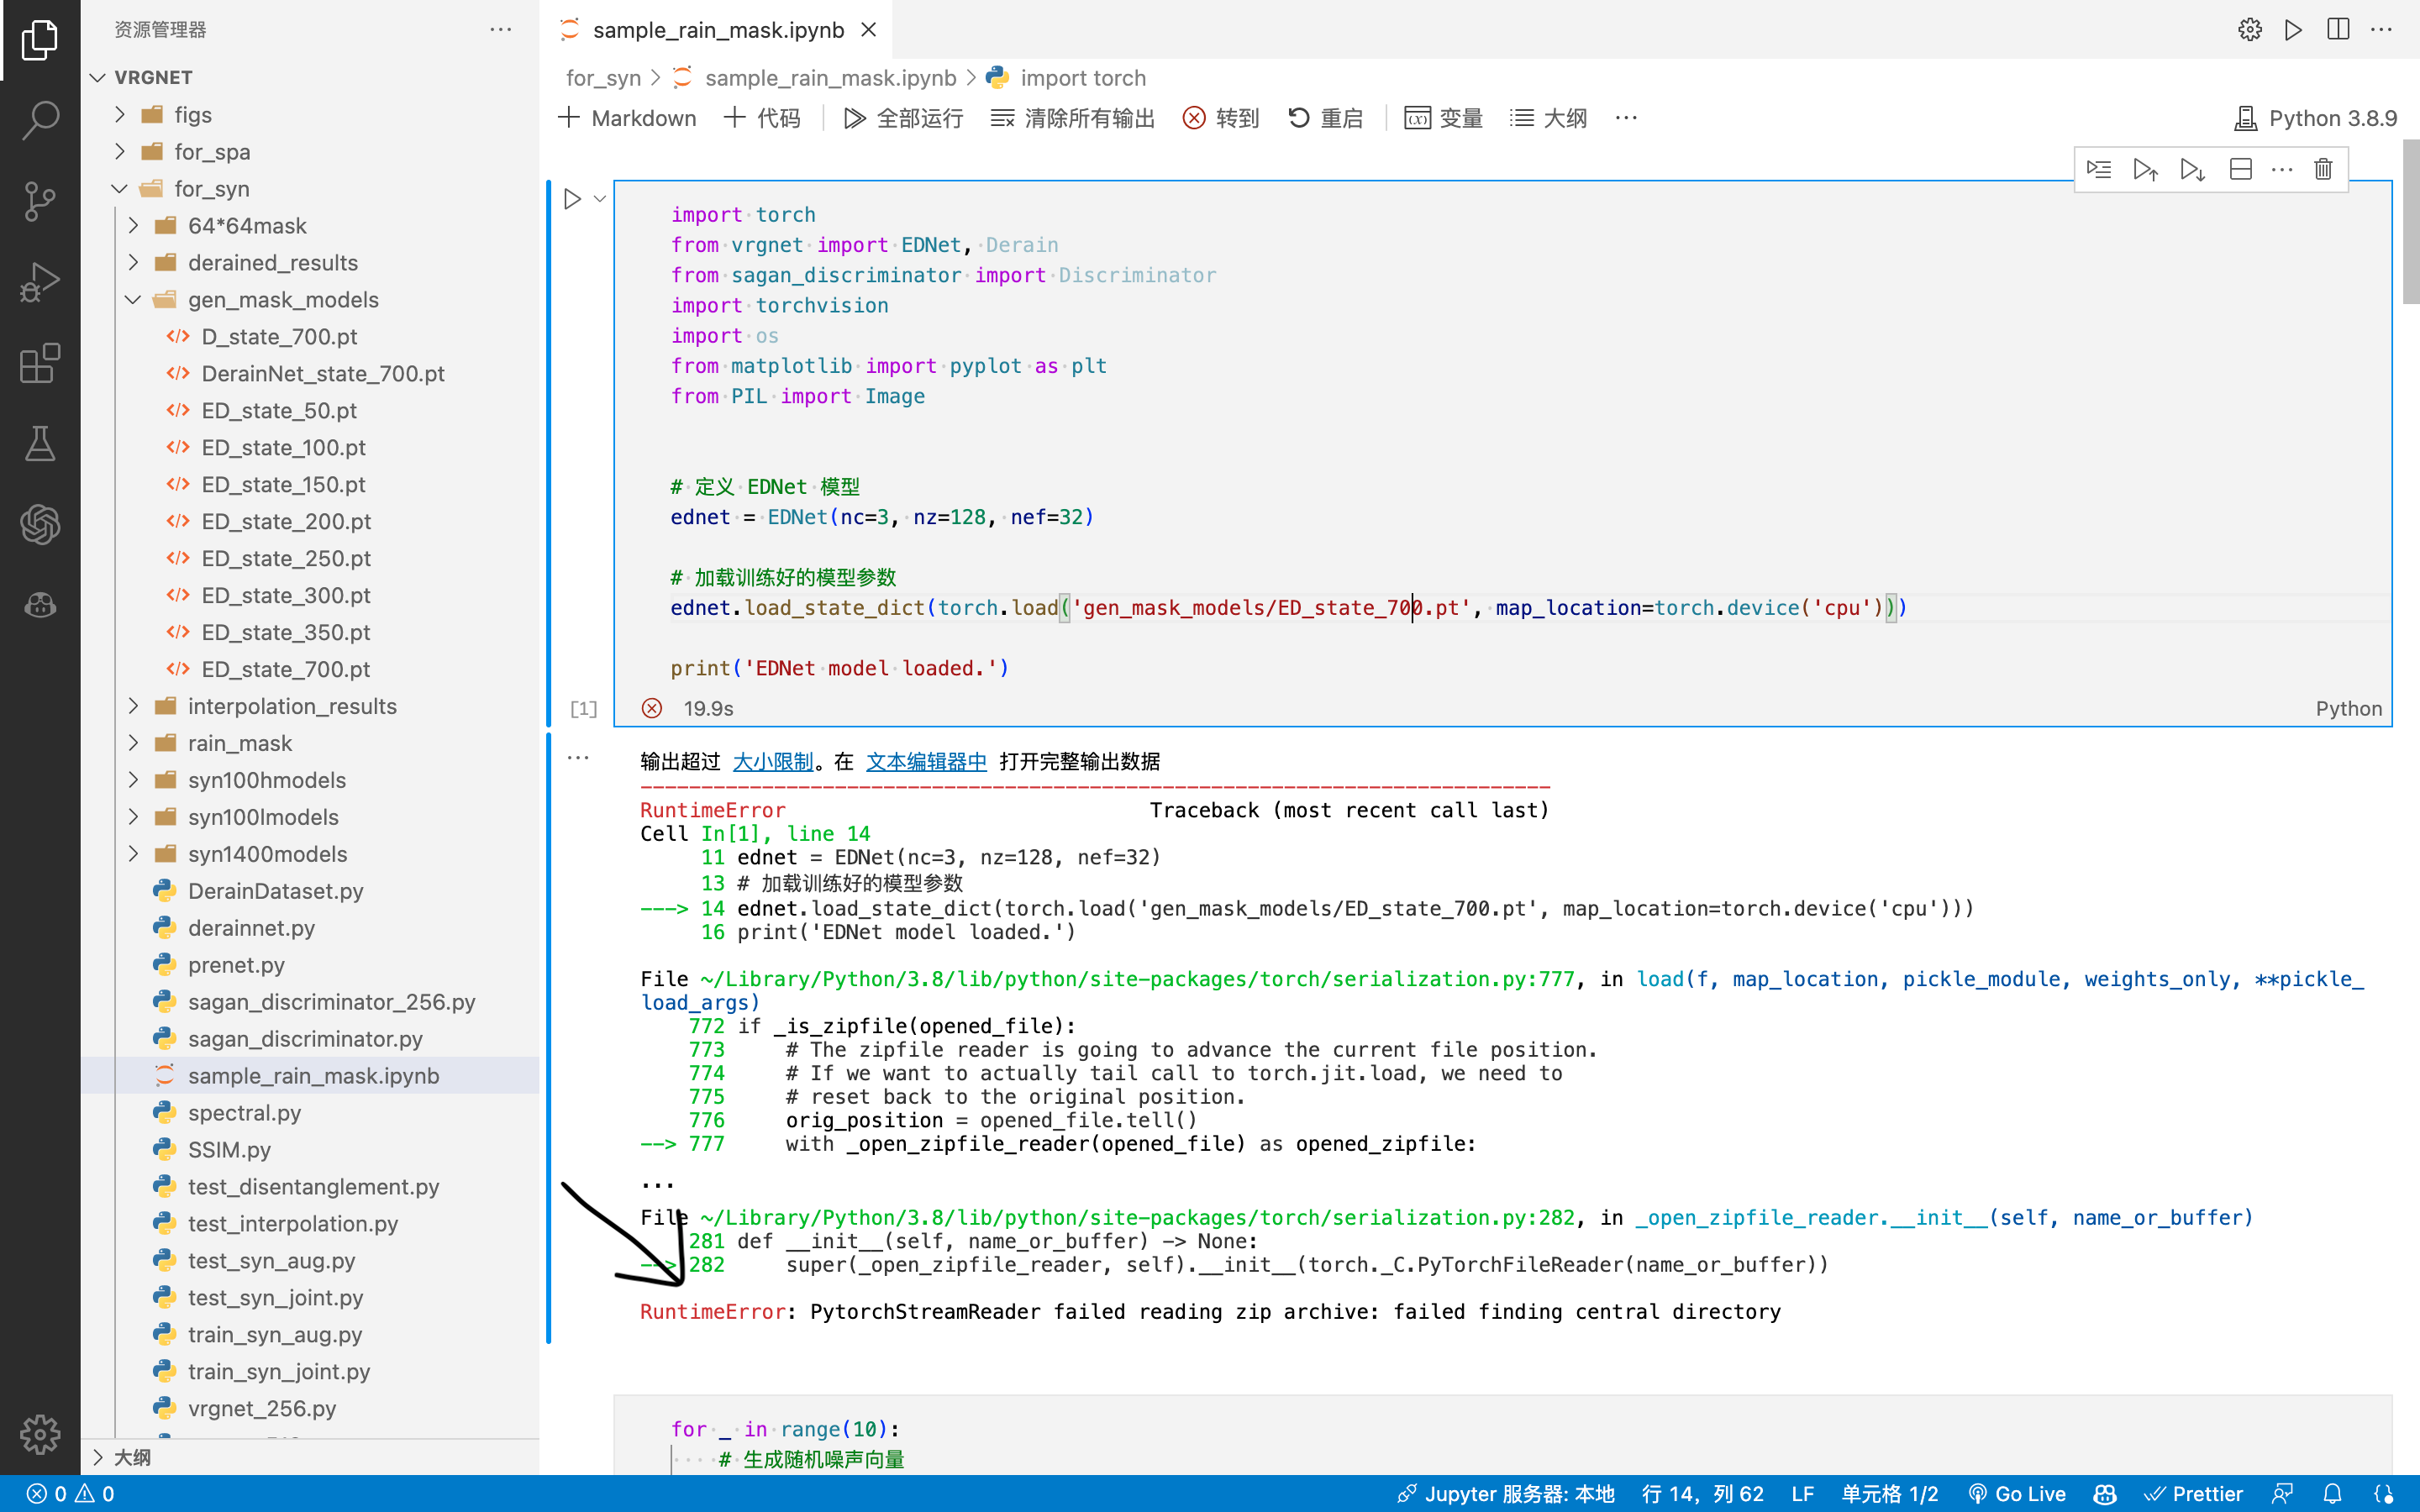 资源管理器
VRGNET
figs
for_spa
for_syn
64*64mask
derained_results
gen_mask_models
D_state_700.pt
DerainNet_state_700.pt
ED_state_50.pt
ED_state_100.pt
ED_state_150.pt
ED_state_200.pt
ED_state_250.pt
ED_state_300.pt
ED_state_350.pt
ED_state_700.pt
interpolation_results
rain_mask
syn100hmodels
syn100lmodels
syn1400models
DerainDataset.py
derainnet.py
prenet.py
sagan_discriminator_256.py
sagan_discriminator.py
sample_rain_mask.ipynb
spectral.py
SSIM.py
test_disentanglement.py
test_interpolation.py
test_syn_aug.py
test_syn_joint.py
train_syn_aug.py
train_syn_joint.py
vrgnet_256.py
大纲
sample_rain_mask.ipynb
for_syn > sample_rain_mask.ipynb > import torch
+ Markdown + 代码 全部运行 清除所有输出 转到 重启 变量 大纲 ... Python 3.8.9
import torch
from vrgnet import EDNet, Derain
from sagan_discriminator import Discriminator
import torchvision
import os
from matplotlib import pyplot as plt
from PIL import Image
# 定义 EDNet 模型
ednet = EDNet(nc=3, nz=128, nef=32)
# 加载训练好的模型参数
ednet.load_state_dict(torch.load('gen_mask_models/ED_state_700.pt', map_location=torch.device('cpu')))
print('EDNet model loaded.')
[1] 19.9s Python
输出超过 大小限制。在 文本编辑器中 打开完整输出数据
---------------------------------------------------------------------------
RuntimeError Traceback (most recent call last)
Cell In[1], line 14
11 ednet = EDNet(nc=3, nz=128, nef=32)
13 # 加载训练好的模型参数
---> 14 ednet.load_state_dict(torch.load('gen_mask_models/ED_state_700.pt', map_location=torch.device('cpu')))
16 print('EDNet model loaded.')
File ~/Library/Python/3.8/lib/python/site-packages/torch/serialization.py:777, in load(f, map_location, pickle_module, weights_only, **pickle_
load_args)
772 if _is_zipfile(opened_file):
773 # The zipfile reader is going to advance the current file position.
774 # If we want to actually tail call to torch.jit.load, we need to
775 # reset back to the original position.
776 orig_position = opened_file.tell()
--> 777 with _open_zipfile_reader(opened_file) as opened_zipfile:
...
File ~/Library/Python/3.8/lib/python/site-packages/torch/serialization.py:282, in _open_zipfile_reader.__init__(self, name_or_buffer)
281 def __init__(self, name_or_buffer) -> None:
--> 282 super(_open_zipfile_reader, self).__init__(torch._C.PyTorchFileReader(name_or_buffer))
RuntimeError: PytorchStreamReader failed reading zip archive: failed finding central directory
for _ in range(10):
# 生成随机噪声向量
0 0 Jupyter 服务器: 本地 行 14，列 62 LF 单元格 1/2 Go Live Prettier